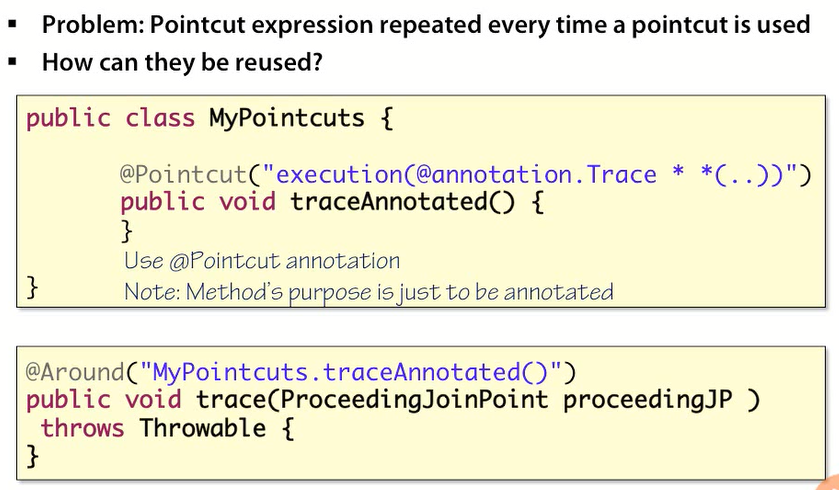 ▪ Problem: Pointcut expression repeated every time a pointcut is used
▪ How can they be reused?
public class MyPointcuts {
@Pointcut("execution(@annotation.Trace * *(..))")
public void traceAnnotated() {
}
Use @Pointcut annotation
} Note: Method's purpose is just to be annotated
@Around("MyPointcuts.traceAnnotated()")
public void trace(ProceedingJoinPoint proceedingJP )
throws Throwable {
}